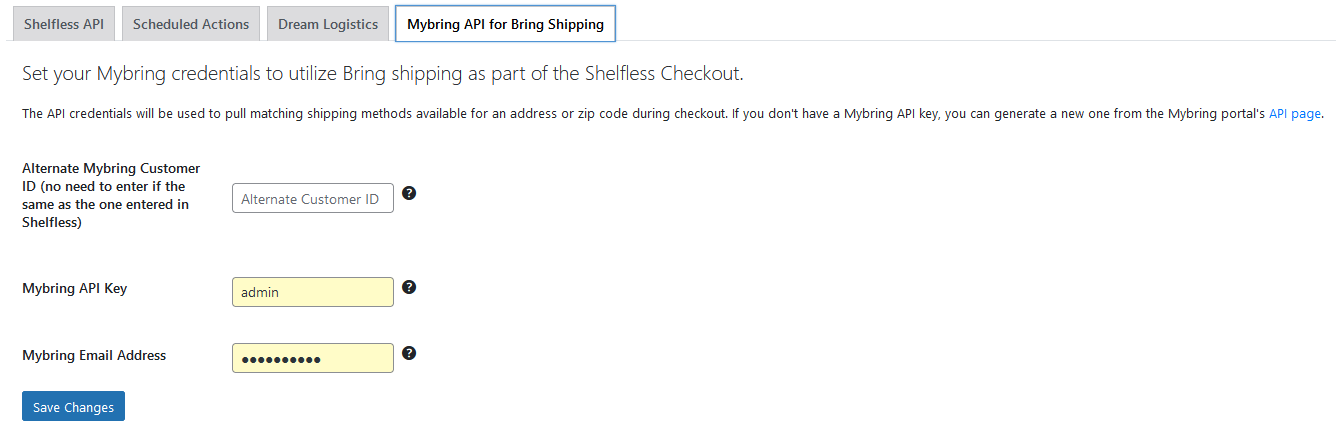 Shelfless API Scheduled Actions Dream Logistics Mybring API for Bring Shipping
Set your Mybring credentials to utilize Bring shipping as part of the Shelfless Checkout.
The API credentials will be used to pull matching shipping methods available for an address or zip code during checkout. If you don't have a Mybring API key, you can generate a new one from the Mybring portal's API page.
Alternate Mybring Customer
ID (no need to enter if the
same as the one entered in
Shelfless)
Alternate Customer ID ?
Mybring API Key admin ?
Mybring Email Address ●●●●●●●●●● ?
Save Changes